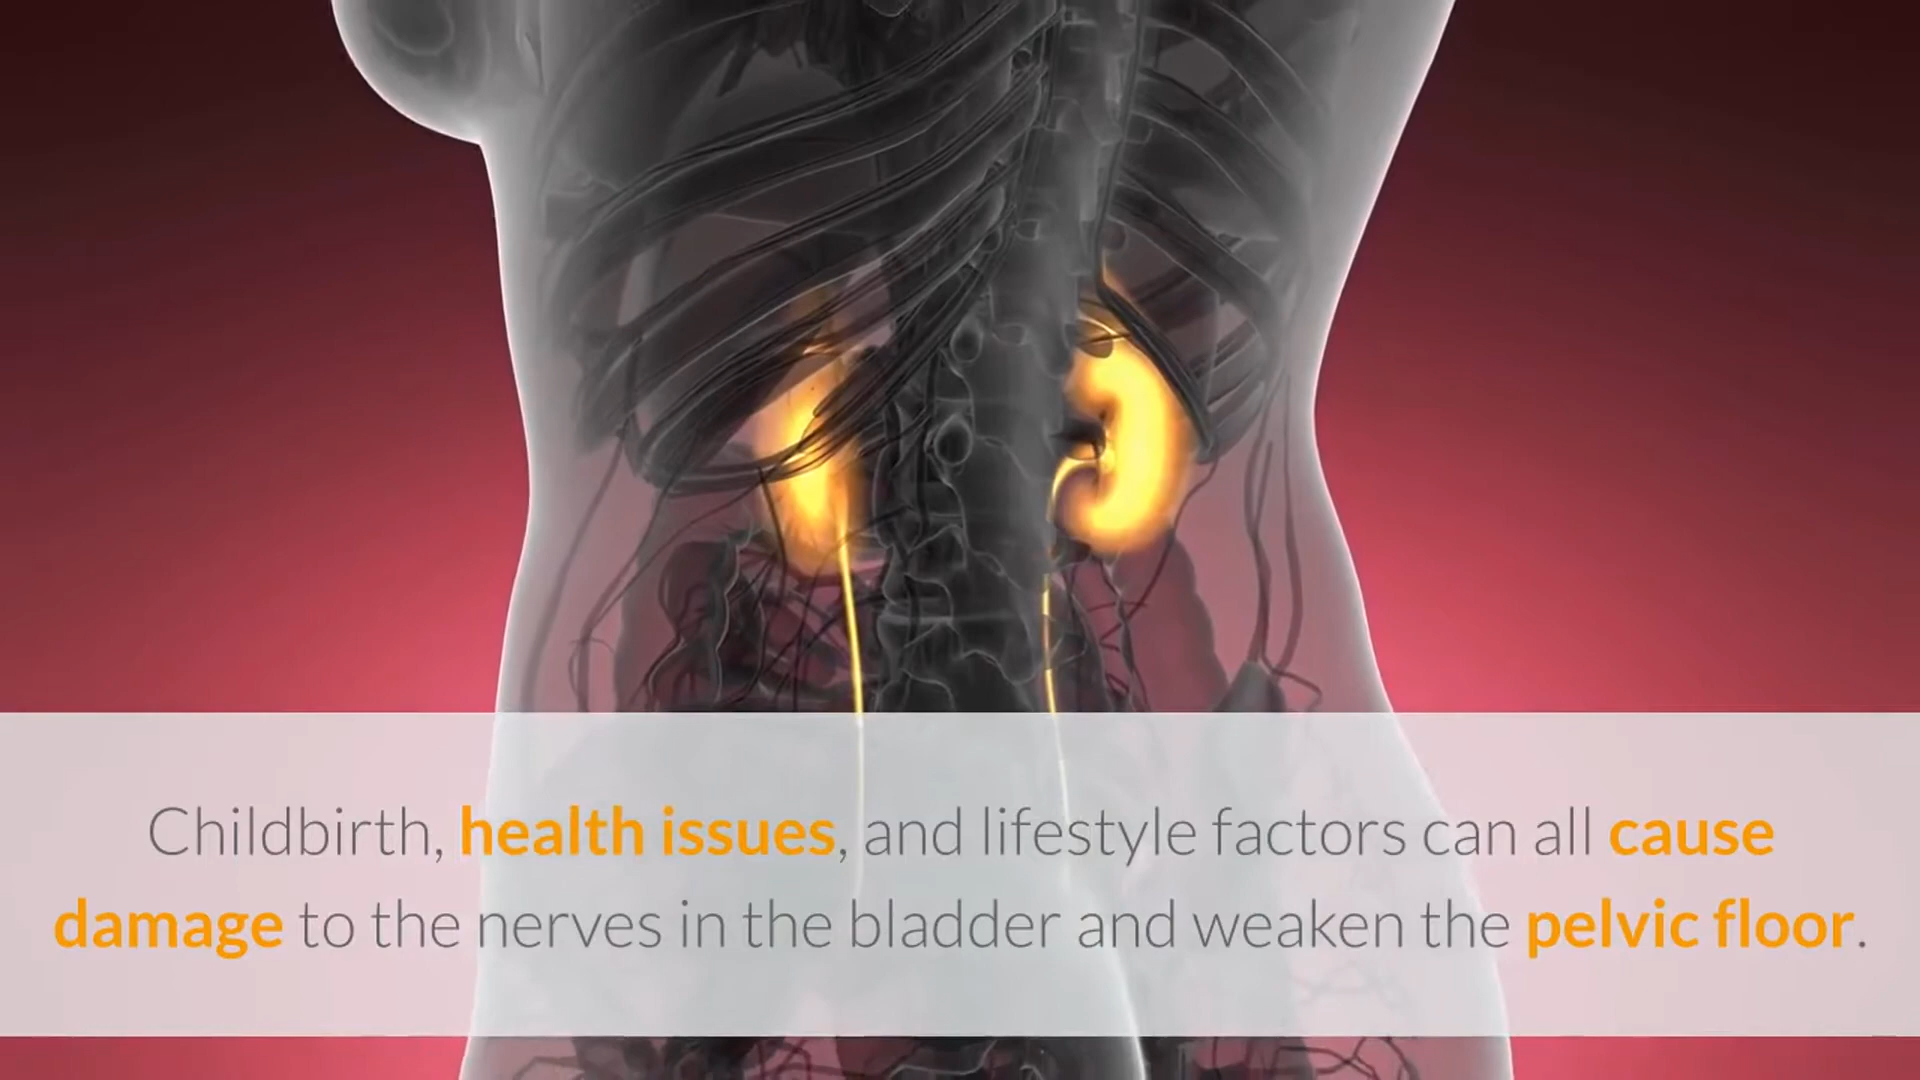 Childbirth, health issues, and lifestyle factors can all cause
damage to the nerves in the bladder and weaken the pelvic floor.